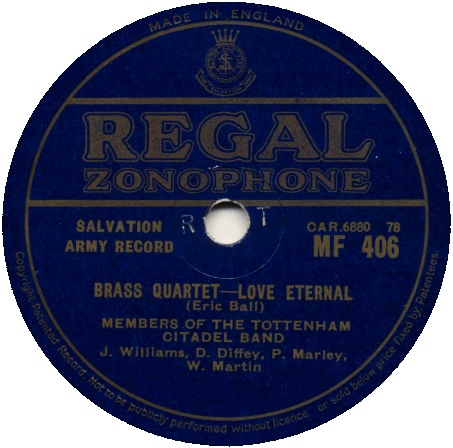 MADE IN ENGLAND
REGAL
ZONOPHONE
SALVATION
ARMY RECORD
R T
CAR.6880 78
MF 406
BRASS QUARTET—LOVE ETERNAL
(Eric Ball)
MEMBERS OF THE TOTTENHAM
CITADEL BAND
J. Williams, D. Diffey, P. Marley,
W. Martin
Copyright Patented Record. Not to be publicly performed without licence or sold below price fixed by Patentees.